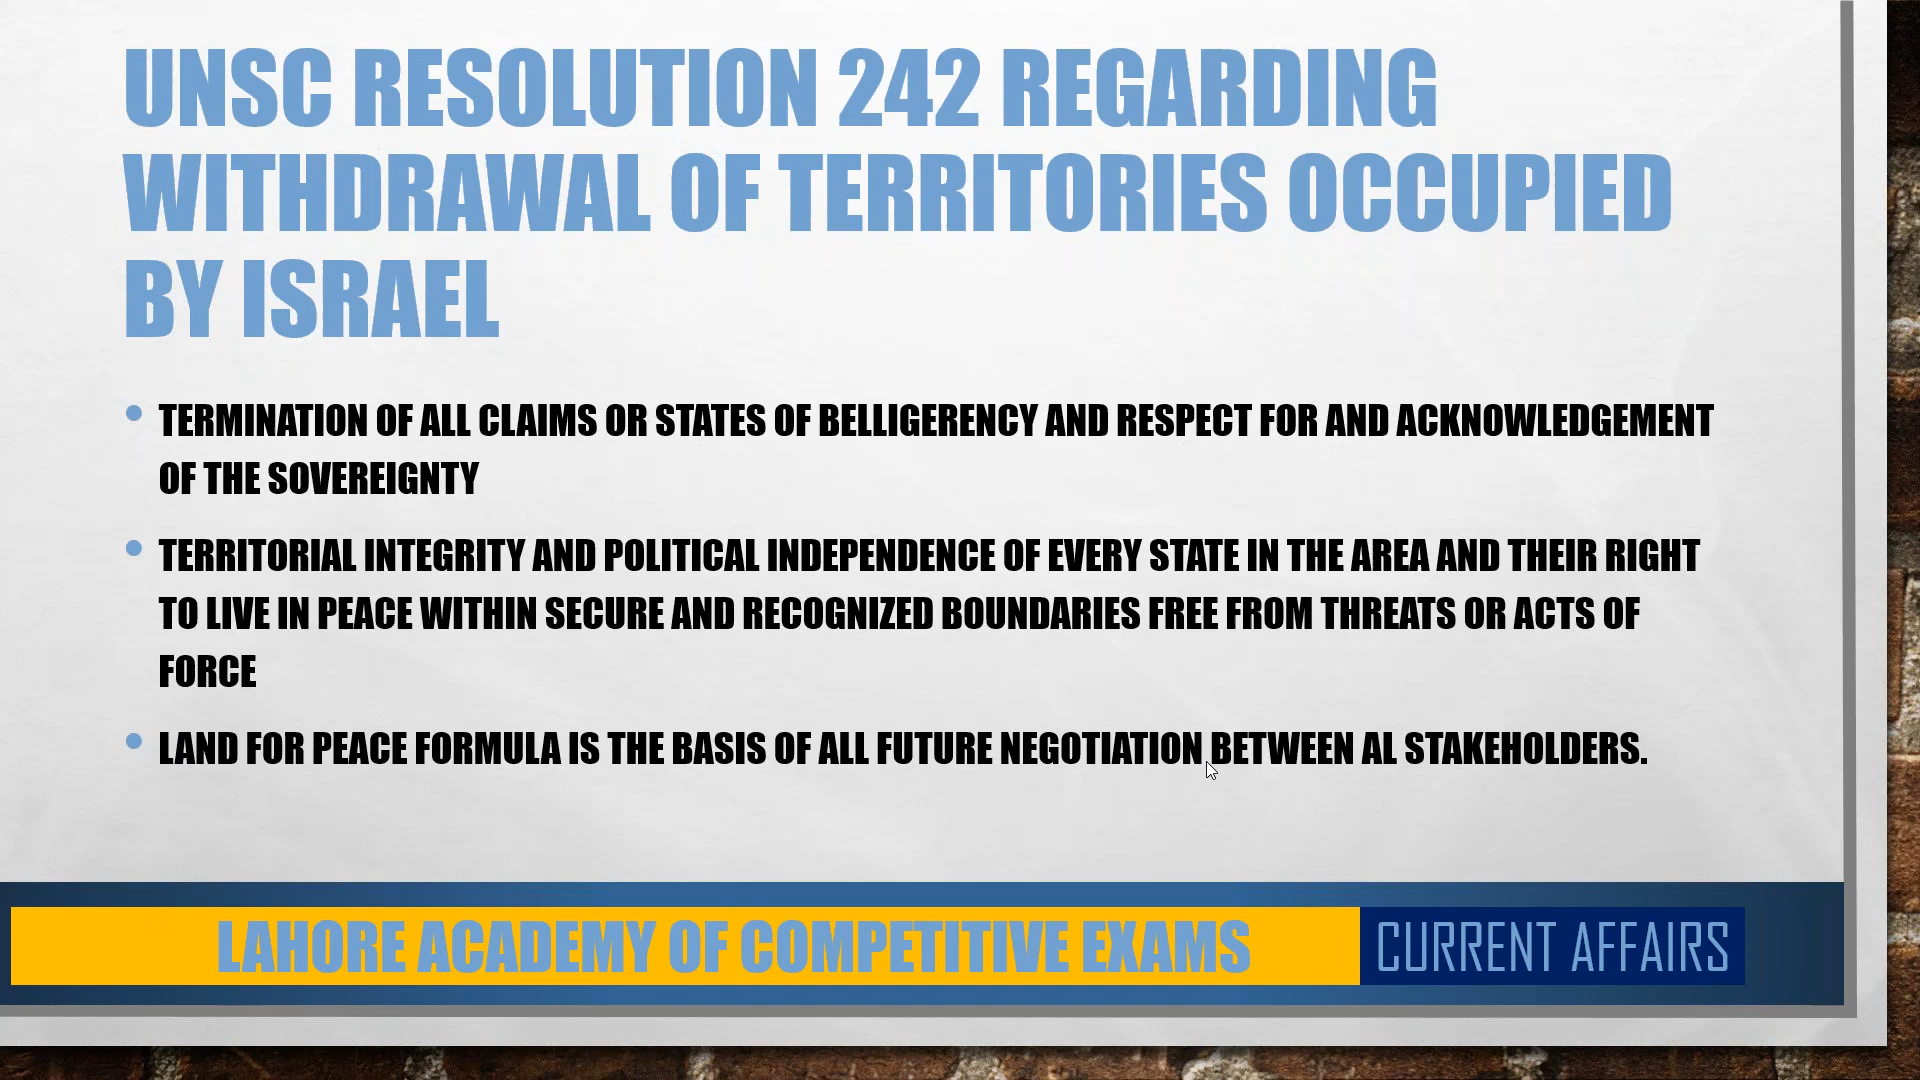 UNSC RESOLUTION 242 REGARDING
WITHDRAWAL OF TERRITORIES OCCUPIED
BY ISRAEL
• TERMINATION OF ALL CLAIMS OR STATES OF BELLIGERENCY AND RESPECT FOR AND ACKNOWLEDGEMENT
OF THE SOVEREIGNTY
• TERRITORIAL INTEGRITY AND POLITICAL INDEPENDENCE OF EVERY STATE IN THE AREA AND THEIR RIGHT
TO LIVE IN PEACE WITHIN SECURE AND RECOGNIZED BOUNDARIES FREE FROM THREATS OR ACTS OF
FORCE
• LAND FOR PEACE FORMULA IS THE BASIS OF ALL FUTURE NEGOTIATION BETWEEN AL STAKEHOLDERS.
LAHORE ACADEMY OF COMPETITIVE EXAMS
CURRENT AFFAIRS